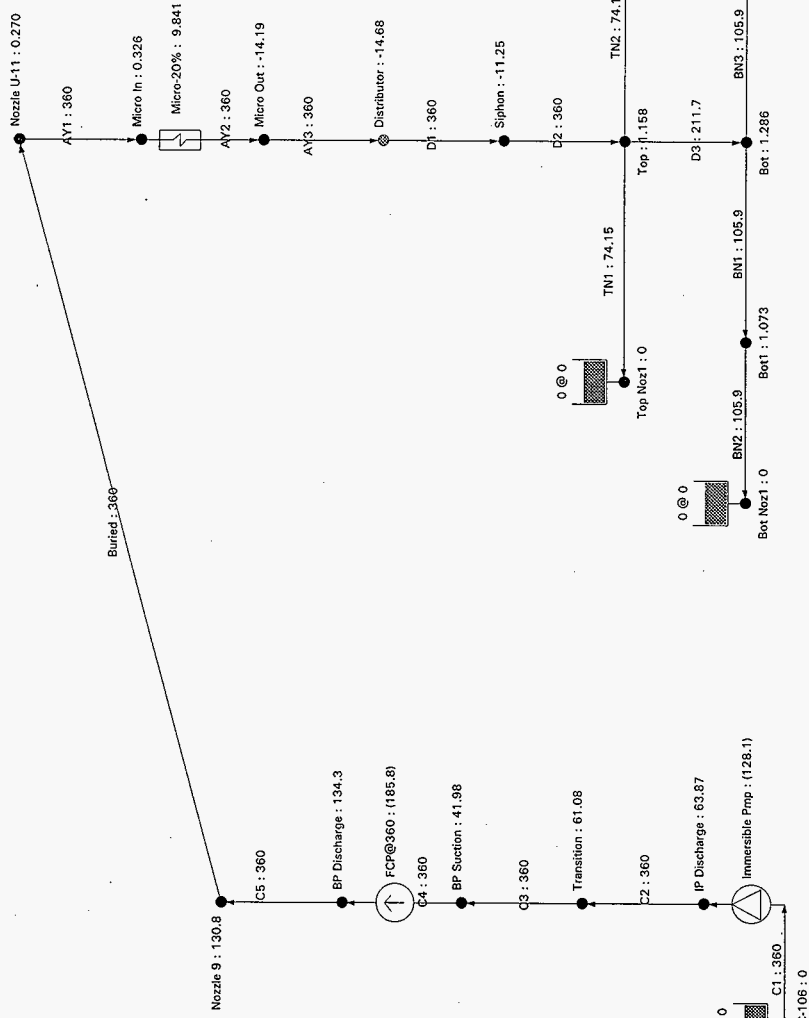 Nozzle U-11 : 0.270
AY1 : 360
Micro In : 0.326
Micro-20% : 9.841
AY2 : 360
Micro Out : -14.19
AY3 : 360
Distributor : -14.68
D1 : 360
Siphon : -11.25
D2 : 360
TN2 : 74.1
Top : 1.158
D3 : 211.7
BN3 : 105.9
Bot : 1.286
TN1 : 74.15
BN1 : 105.9
0 @ 0
Top Noz1 : 0
Bot1 : 1.073
BN2 : 105.9
0 @ 0
Bot Noz1 : 0
Buried : 360
Nozzle 9 : 130.8
C5 : 360
BP Discharge : 134.3
FCP@360 : (185.8)
C4 : 360
BP Suction : 41.98
C3 : 360
Transition : 61.08
C2 : 360
IP Discharge : 63.87
Immersible Pmp : (128.1)
C1 : 360
0
-106 : 0